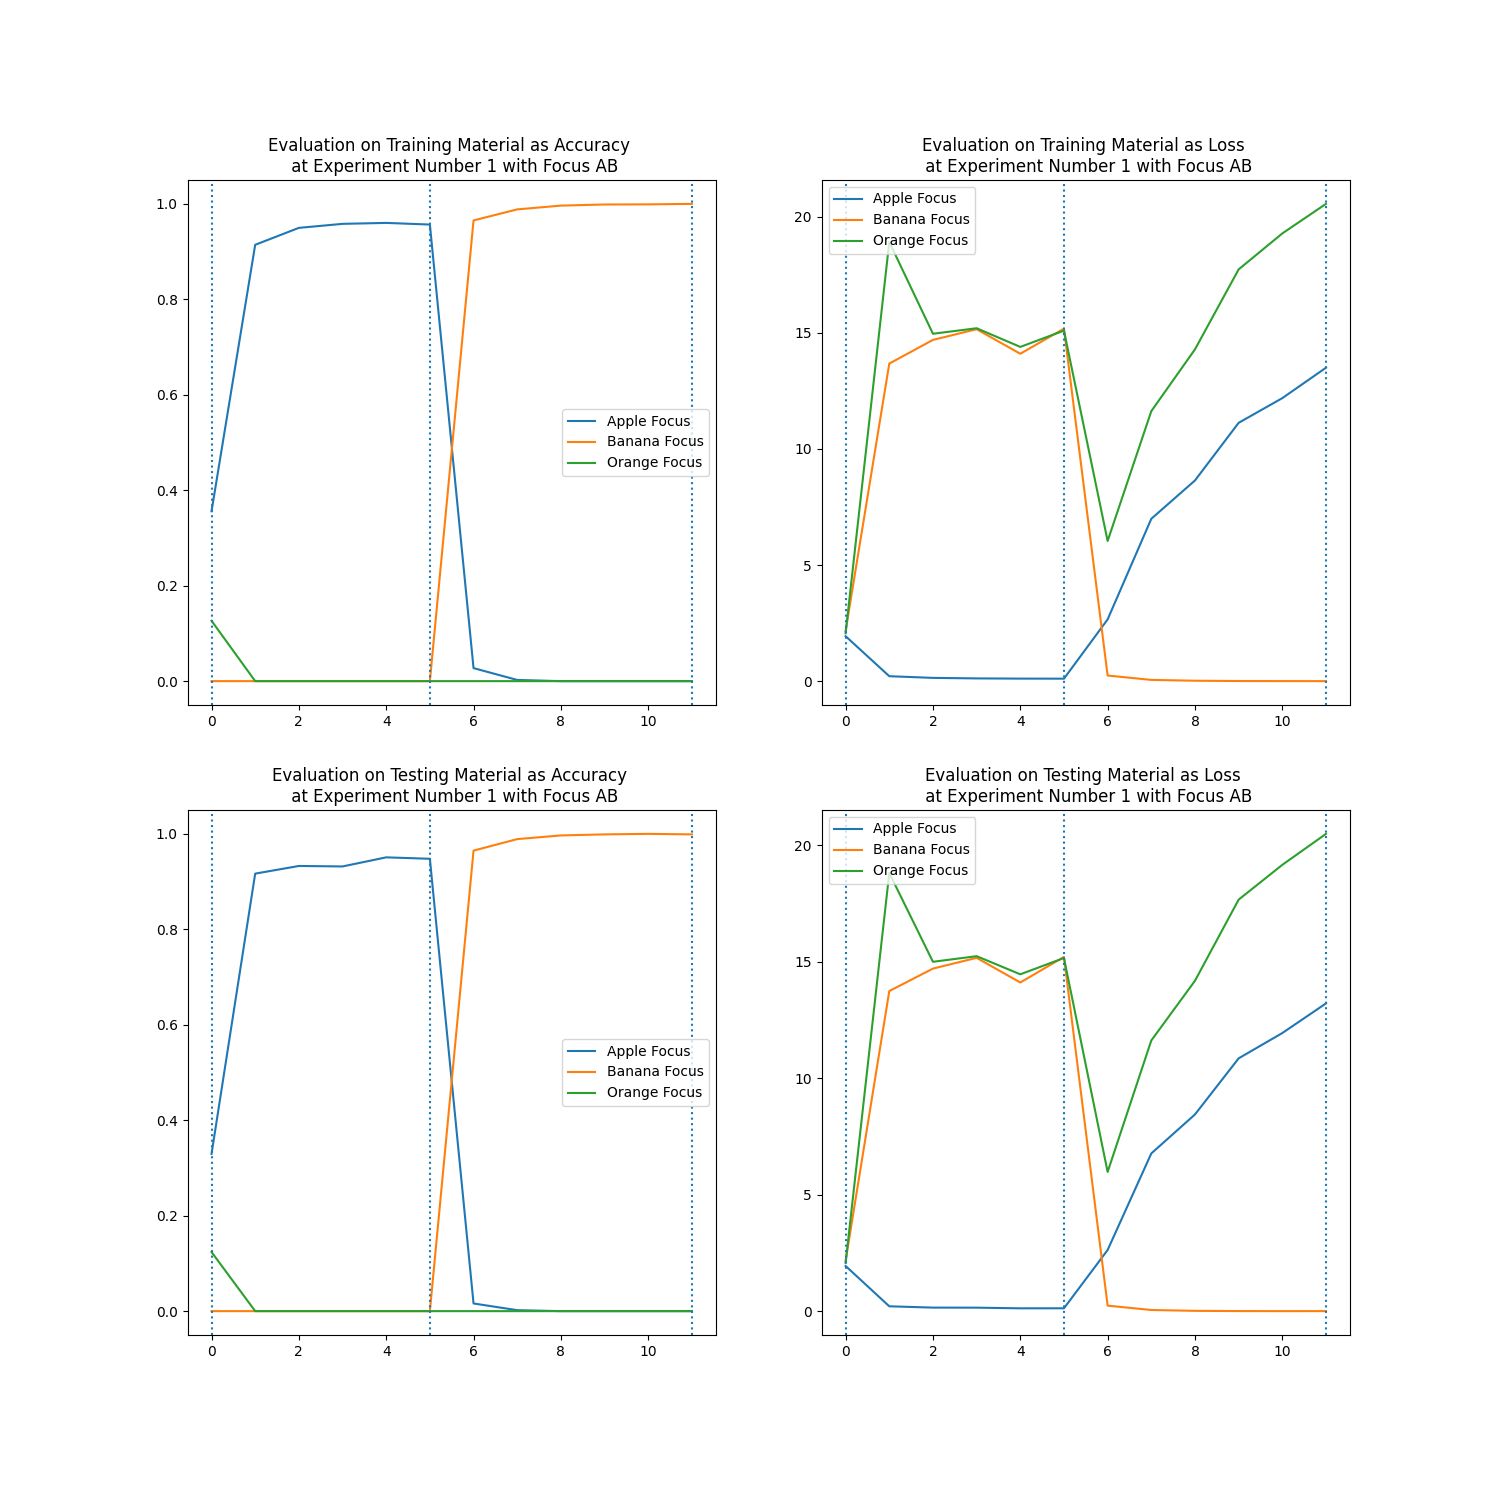 Evaluation on Training Material as Accuracy
at Experiment Number 1 with Focus AB
1.0
0.8
0.6
0.4
0.2
0.0
0 2 4 6 8 10
Apple Focus
Banana Focus
Orange Focus
Evaluation on Training Material as Loss
at Experiment Number 1 with Focus AB
Apple Focus
Banana Focus
Orange Focus
20
15
10
5
0
0 2 4 6 8 10
Evaluation on Testing Material as Accuracy
at Experiment Number 1 with Focus AB
1.0
0.8
0.6
0.4
0.2
0.0
0 2 4 6 8 10
Apple Focus
Banana Focus
Orange Focus
Evaluation on Testing Material as Loss
at Experiment Number 1 with Focus AB
Apple Focus
Banana Focus
Orange Focus
20
15
10
5
0
0 2 4 6 8 10